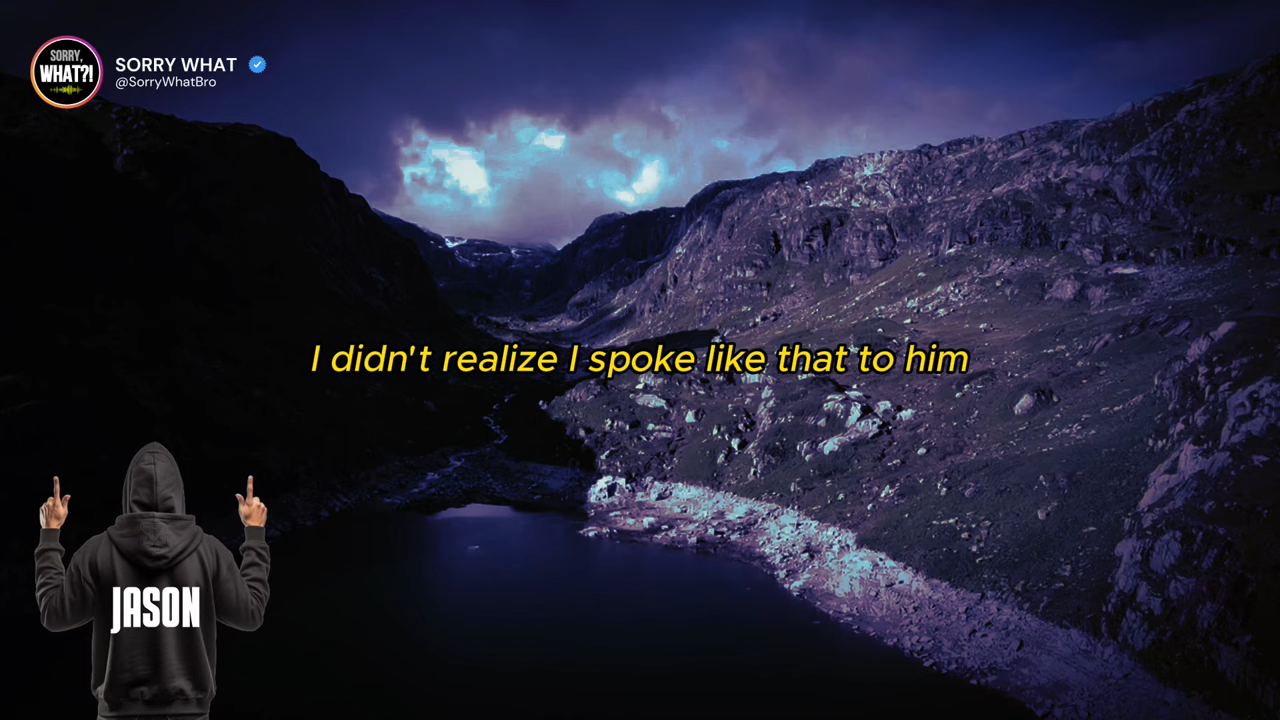 SORRY,
WHAT?!
SORRY WHAT
@SorryWhatBro
I didn't realize I spoke like that to him
JASON